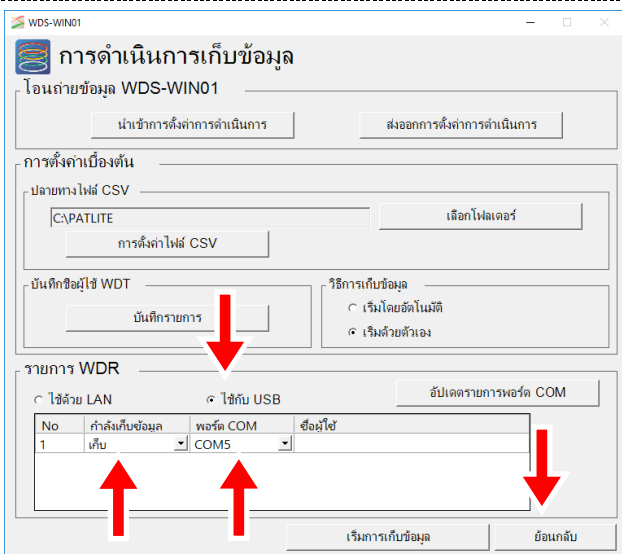 WDS-WIN01
การดำเนินการเก็บข้อมูล
โอนถ่ายข้อมูล WDS-WIN01
นำเข้าการตั้งค่าการดำเนินการ
ส่งออกการตั้งค่าการดำเนินการ
การตั้งค่าเบื้องต้น
ปลายทางไฟล์ CSV
C:\PATLITE
เลือกโฟลเดอร์
การตั้งค่าไฟล์ CSV
บันทึกชื่อผู้ใช้ WDT
บันทึกรายการ
วิธีการเก็บข้อมูล
เริ่มโดยอัตโนมัติ
เริ่มด้วยตัวเอง
รายการ WDR
ใช้ด้วย LAN
ใช้กับ USB
อัปเดตรายการพอร์ต COM
No กำลังเก็บข้อมูล พอร์ต COM ชื่อผู้ใช้
1 เก็บ COM5
เริ่มการเก็บข้อมูล
ย้อนกลับ